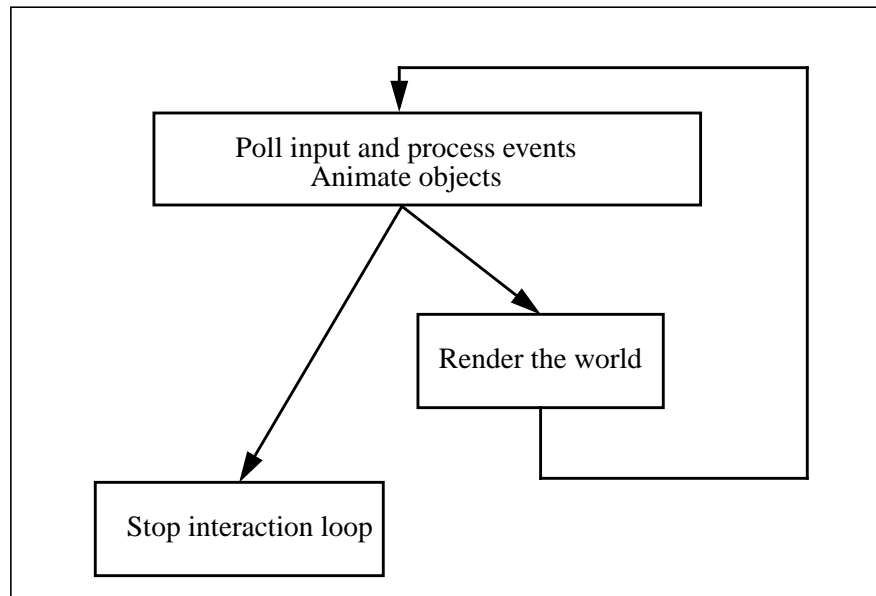 Poll input and process events
Animate objects
Render the world
Stop interaction loop